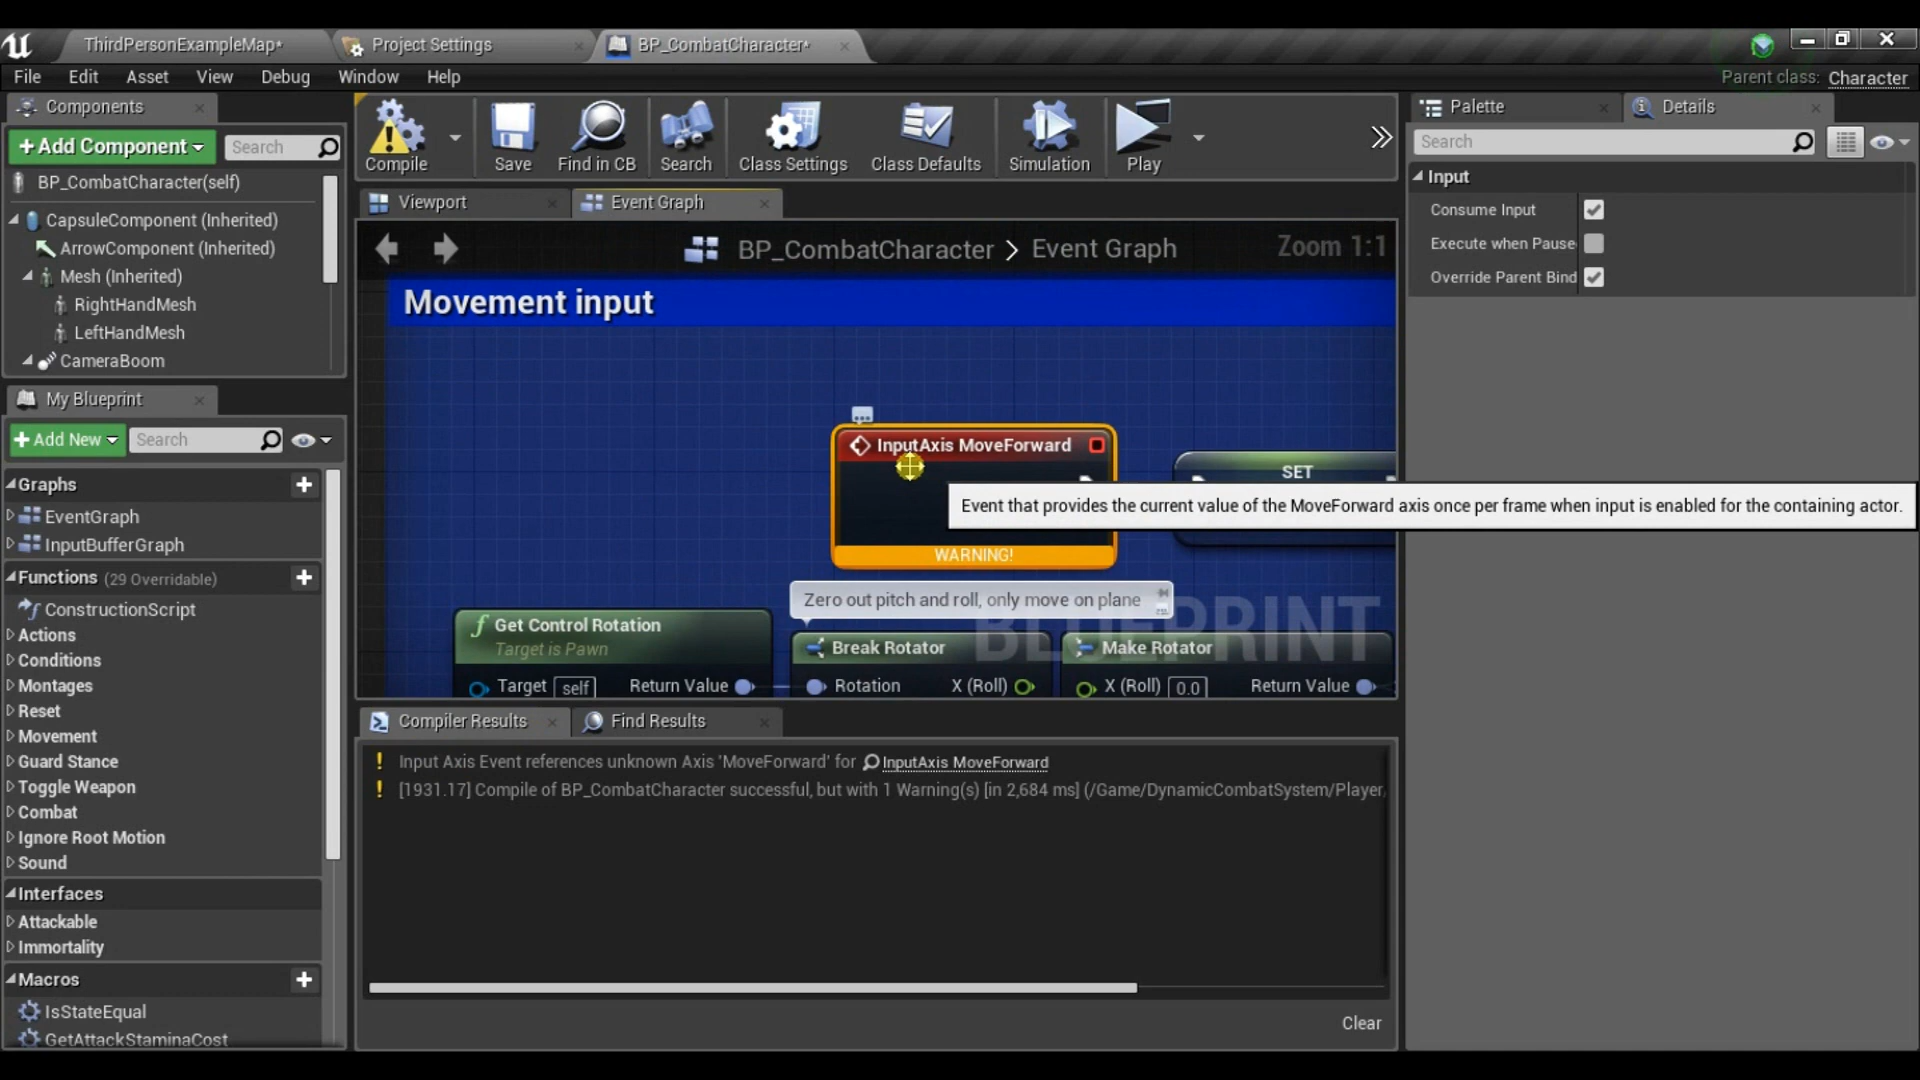 ThirdPersonExampleMap*
Project Settings
BP_CombatCharacter*
File Edit Asset View Debug Window Help
Parent class: Character
Components
+Add Component
Search
BP_CombatCharacter(self)
CapsuleComponent (Inherited)
ArrowComponent (Inherited)
Mesh (Inherited)
RightHandMesh
LeftHandMesh
CameraBoom
My Blueprint
+Add New
Search
Graphs
EventGraph
InputBufferGraph
Functions (29 Overridable)
ConstructionScript
Actions
Conditions
Montages
Reset
Movement
Guard Stance
Toggle Weapon
Combat
Ignore Root Motion
Sound
Interfaces
Attackable
Immortality
Macros
IsStateEqual
GetAttackStaminaCost
Compile
Save
Find in CB
Search
Class Settings
Class Defaults
Simulation
Play
Viewport
Event Graph
BP_CombatCharacter > Event Graph
Zoom 1:1
Movement input
InputAxis MoveForward
SET
Event that provides the current value of the MoveForward axis once per frame when input is enabled for the containing actor.
WARNING!
Zero out pitch and roll, only move on plane
BLUEPRINT
Get Control Rotation
Target is Pawn
Target self Return Value
Break Rotator
Rotation X (Roll)
Make Rotator
X (Roll) 0.0 Return Value
Compiler Results
Find Results
Input Axis Event references unknown Axis 'MoveForward' for InputAxis MoveForward
[1931.17] Compile of BP_CombatCharacter successful, but with 1 Warning(s) [in 2,684 ms] (/Game/DynamicCombatSystem/Player,
Clear
Palette
Details
Search
Input
Consume Input
Execute when Pause
Override Parent Bind